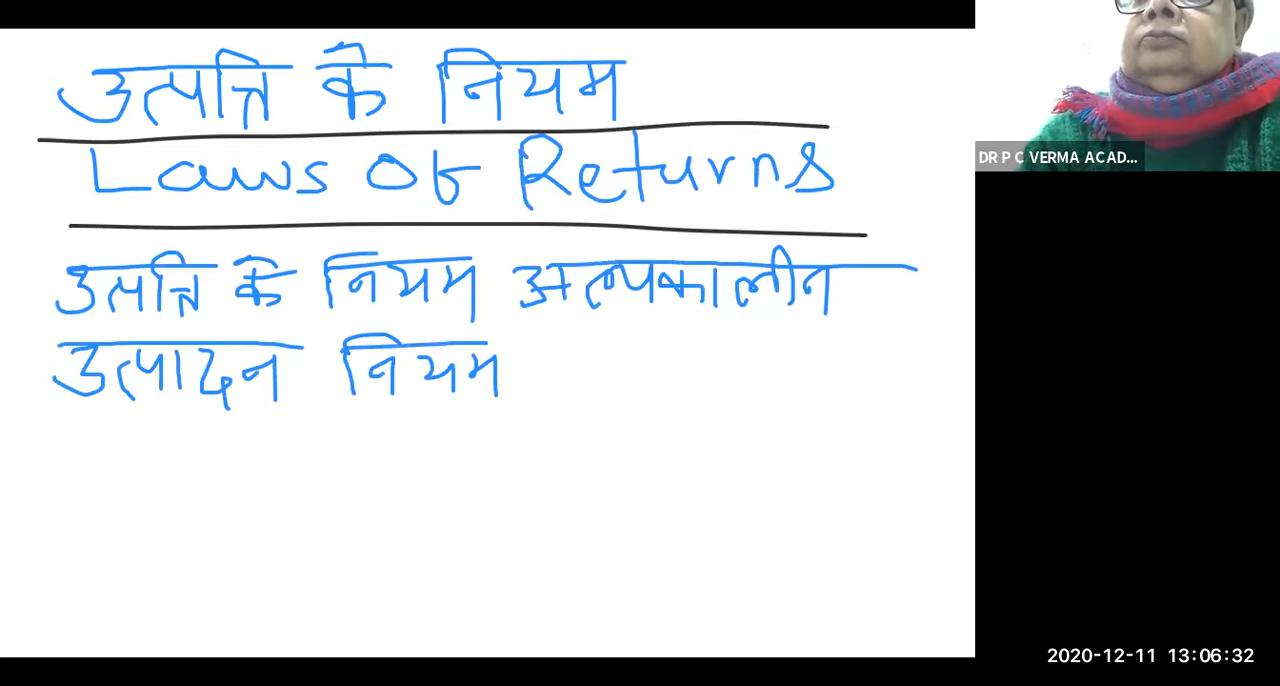 उत्पत्ति के नियम
Laws of Returns
उत्पत्ति के नियम अल्पकालीन
उत्पादन नियम
DR P C VERMA ACAD...
2020-12-11 13:06:32